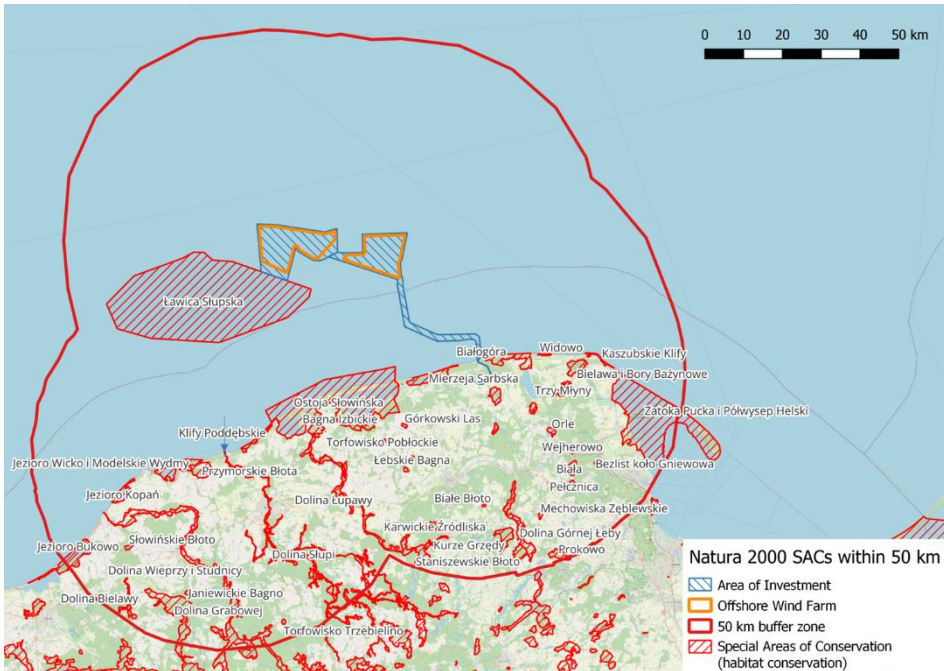 0 10 20 30 40 50 km
Ławica Słupska
Białogóra
Widowo
Kaszubskie Klify
Mierzeja Sarbska
Bielawa i Bory Bażynowe
Trzy Młyny
Ostoja Słowińska
Zatoka Pucka i Półwysep Helski
Bagna Izbickie
Górkowski Las
Orle
Klify Poddębskie
Torfowisko Pobłockie
Wejherowo
Jezioro Wicko i Modelskie Wydmy
Przymorskie Błota
Łebskie Bagna
Biała
Bezlist koło Gniewowa
Pełcznica
Jezioro Kopań
Dolina Łupawy
Białe Błoto
Mechowiska Zęblewskie
Karwickie Źródliska
Dolina Górnej Łeby
Słowińskie Błoto
Jezioro Bukowo
Kurze Grzędy
Prokowo
Dolina Słupi
Staniszewskie Błoto
Dolina Wieprzy i Studnicy
Dolina Bielawy
Janiewickie Bagno
Dolina Grabowej
Torfowisko Trzebielino
Natura 2000 SACs within 50 km
Area of Investment
Offshore Wind Farm
50 km buffer zone
Special Areas of Conservation
(habitat conservation)